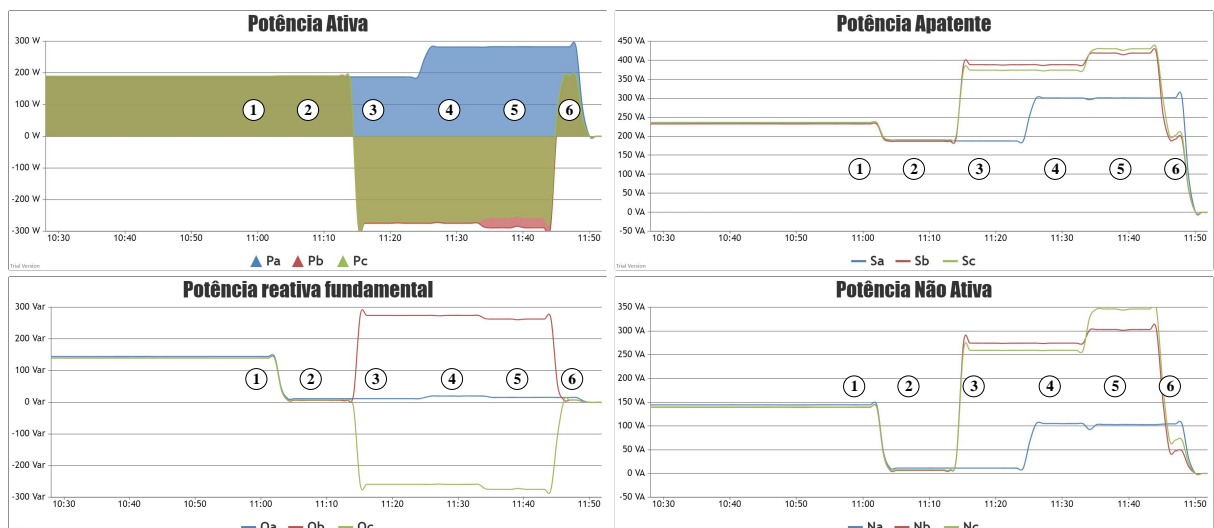 Potência Ativa
300 W
200 W
100 W
0 W
-100 W
-200 W
-300 W
1
2
3
4
5
6
10:30 10:40 10:50 11:00 11:10 11:20 11:30 11:40 11:50
Pa Pb Pc
Trial Version
Potência Apatente
450 VA
400 VA
350 VA
300 VA
250 VA
200 VA
150 VA
100 VA
50 VA
0 VA
-50 VA
1
2
3
4
5
6
10:30 10:40 10:50 11:00 11:10 11:20 11:30 11:40 11:50
Sa Sb Sc
Trial Version
Potência reativa fundamental
300 Var
200 Var
100 Var
0 Var
-100 Var
-200 Var
-300 Var
1
2
3
4
5
6
10:30 10:40 10:50 11:00 11:10 11:20 11:30 11:40 11:50
Qa Qb Qc
Potência Não Ativa
350 VA
300 VA
250 VA
200 VA
150 VA
100 VA
50 VA
0 VA
-50 VA
1
2
3
4
5
6
10:30 10:40 10:50 11:00 11:10 11:20 11:30 11:40 11:50
Na Nb Nc